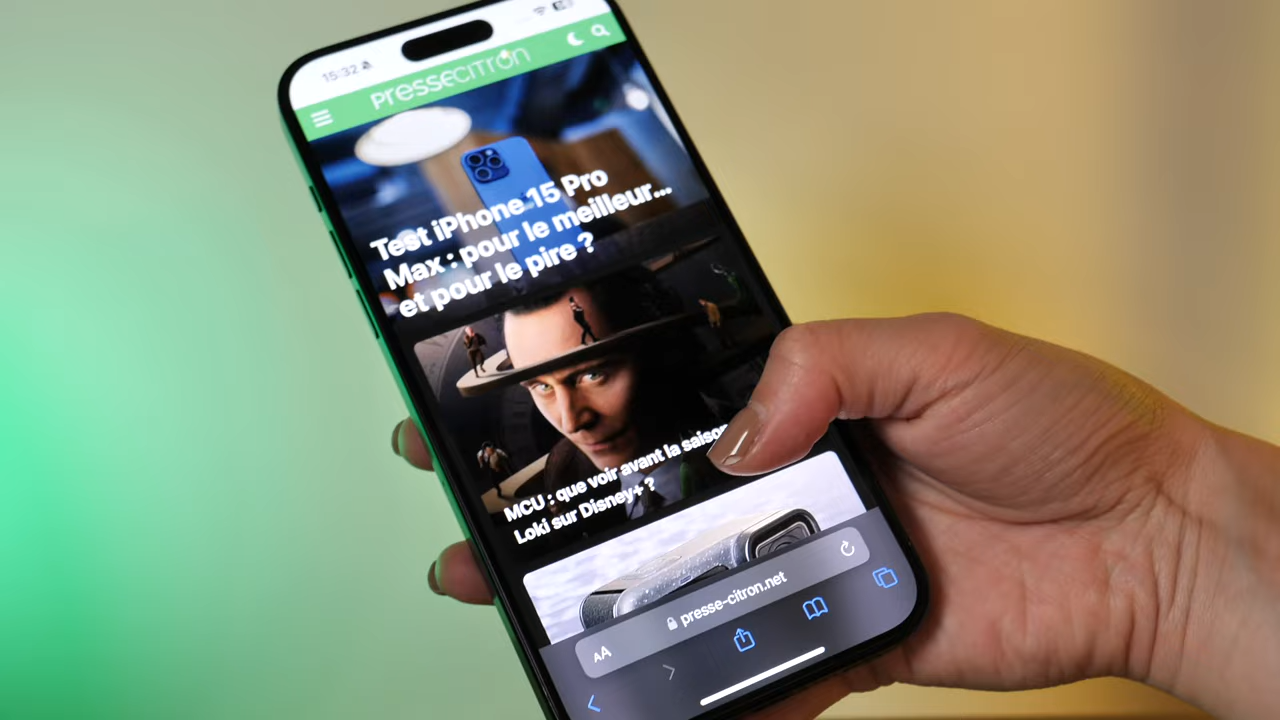 15:32
pressecitron
Test iPhone 15 Pro
Max : pour le meilleur...
et pour le pire ?
MCU : que voir avant la saison
Loki sur Disney+ ?
presse-citron.net
AA